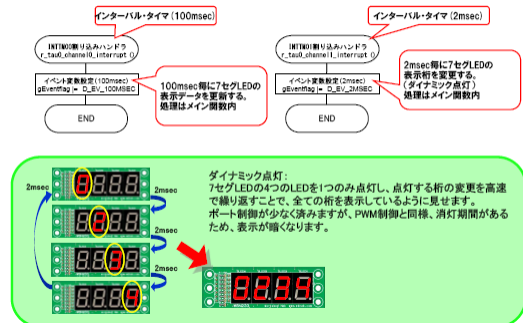 インターバル・タイマ(100msec)
INTTM00割り込みハンドラ
r_tau0_channel0_interrupt ()
イベント変数設定(100msec)
gEventflag |= D_EV_100MSEC
END
100msec毎に7セグLEDの
表示データを更新する。
処理はメイン関数内
インターバル・タイマ(2msec)
INTTM01割り込みハンドラ
r_tau0_channel1_interrupt ()
イベント変数設定(2msec)
gEventflag |= D_EV_2MSEC
END
2msec毎に7セグLEDの
表示桁を変更する。
(ダイナミック点灯)
処理はメイン関数内
2msec
2msec
2msec
2msec
ダイナミック点灯:
7セグLEDの4つのLEDを1つのみ点灯し、点灯する桁の変更を高速
で繰り返すことで、全ての桁を表示しているように見せます。
ポート制御が少なく済みますが、PWM制御と同様、消灯期間がある
ため、表示が暗くなります。